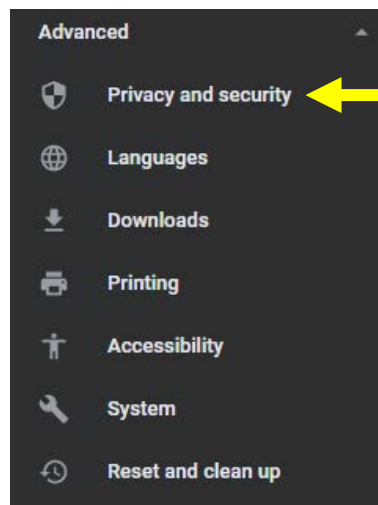 Advanced
Privacy and security
Languages
Downloads
Printing
Accessibility
System
Reset and clean up